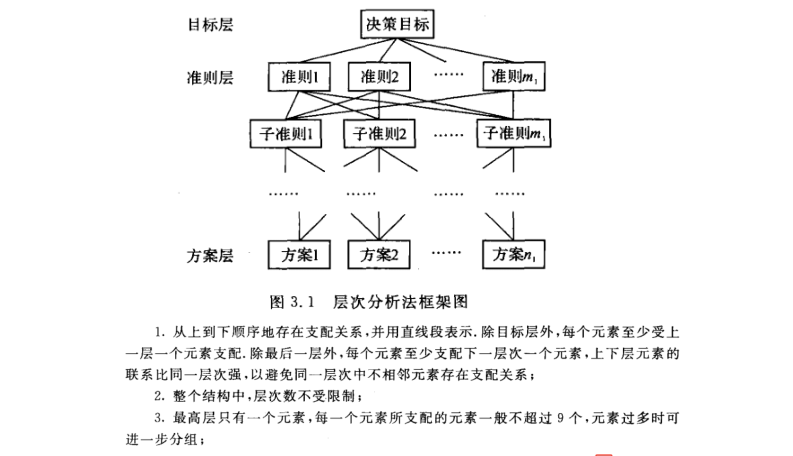 目标层 决策目标
准则层 准则1 准则2 …… 准则m₁
子准则1 子准则2 …… 子准则m₁
…… …… …… ……
方案层 方案1 方案2 …… 方案n₁
图 3.1 层次分析法框架图
1. 从上到下顺序地存在支配关系,并用直线段表示.除目标层外,每个元素至少受上
一层一个元素支配.除最后一层外,每个元素至少支配下一层次一个元素,上下层元素的
联系比同一层次强,以避免同一层次中不相邻元素存在支配关系;
2. 整个结构中,层次数不受限制;
3. 最高层只有一个元素,每一个元素所支配的元素一般不超过 9 个,元素过多时可
进一步分组;